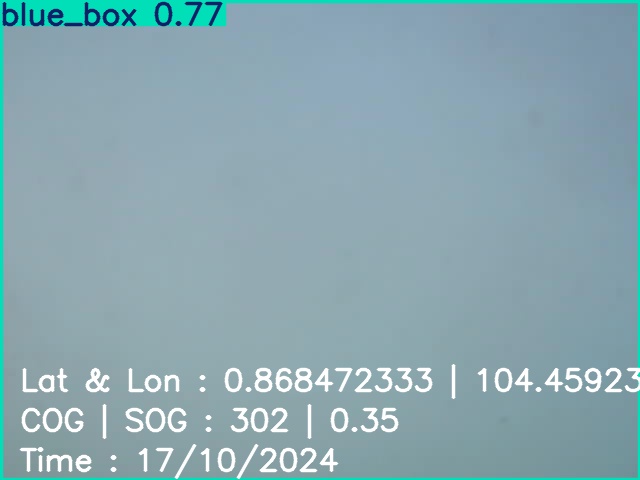 blue_box 0.77
Lat & Lon : 0.868472333 | 104.45923
COG | SOG : 302 | 0.35
Time : 17/10/2024